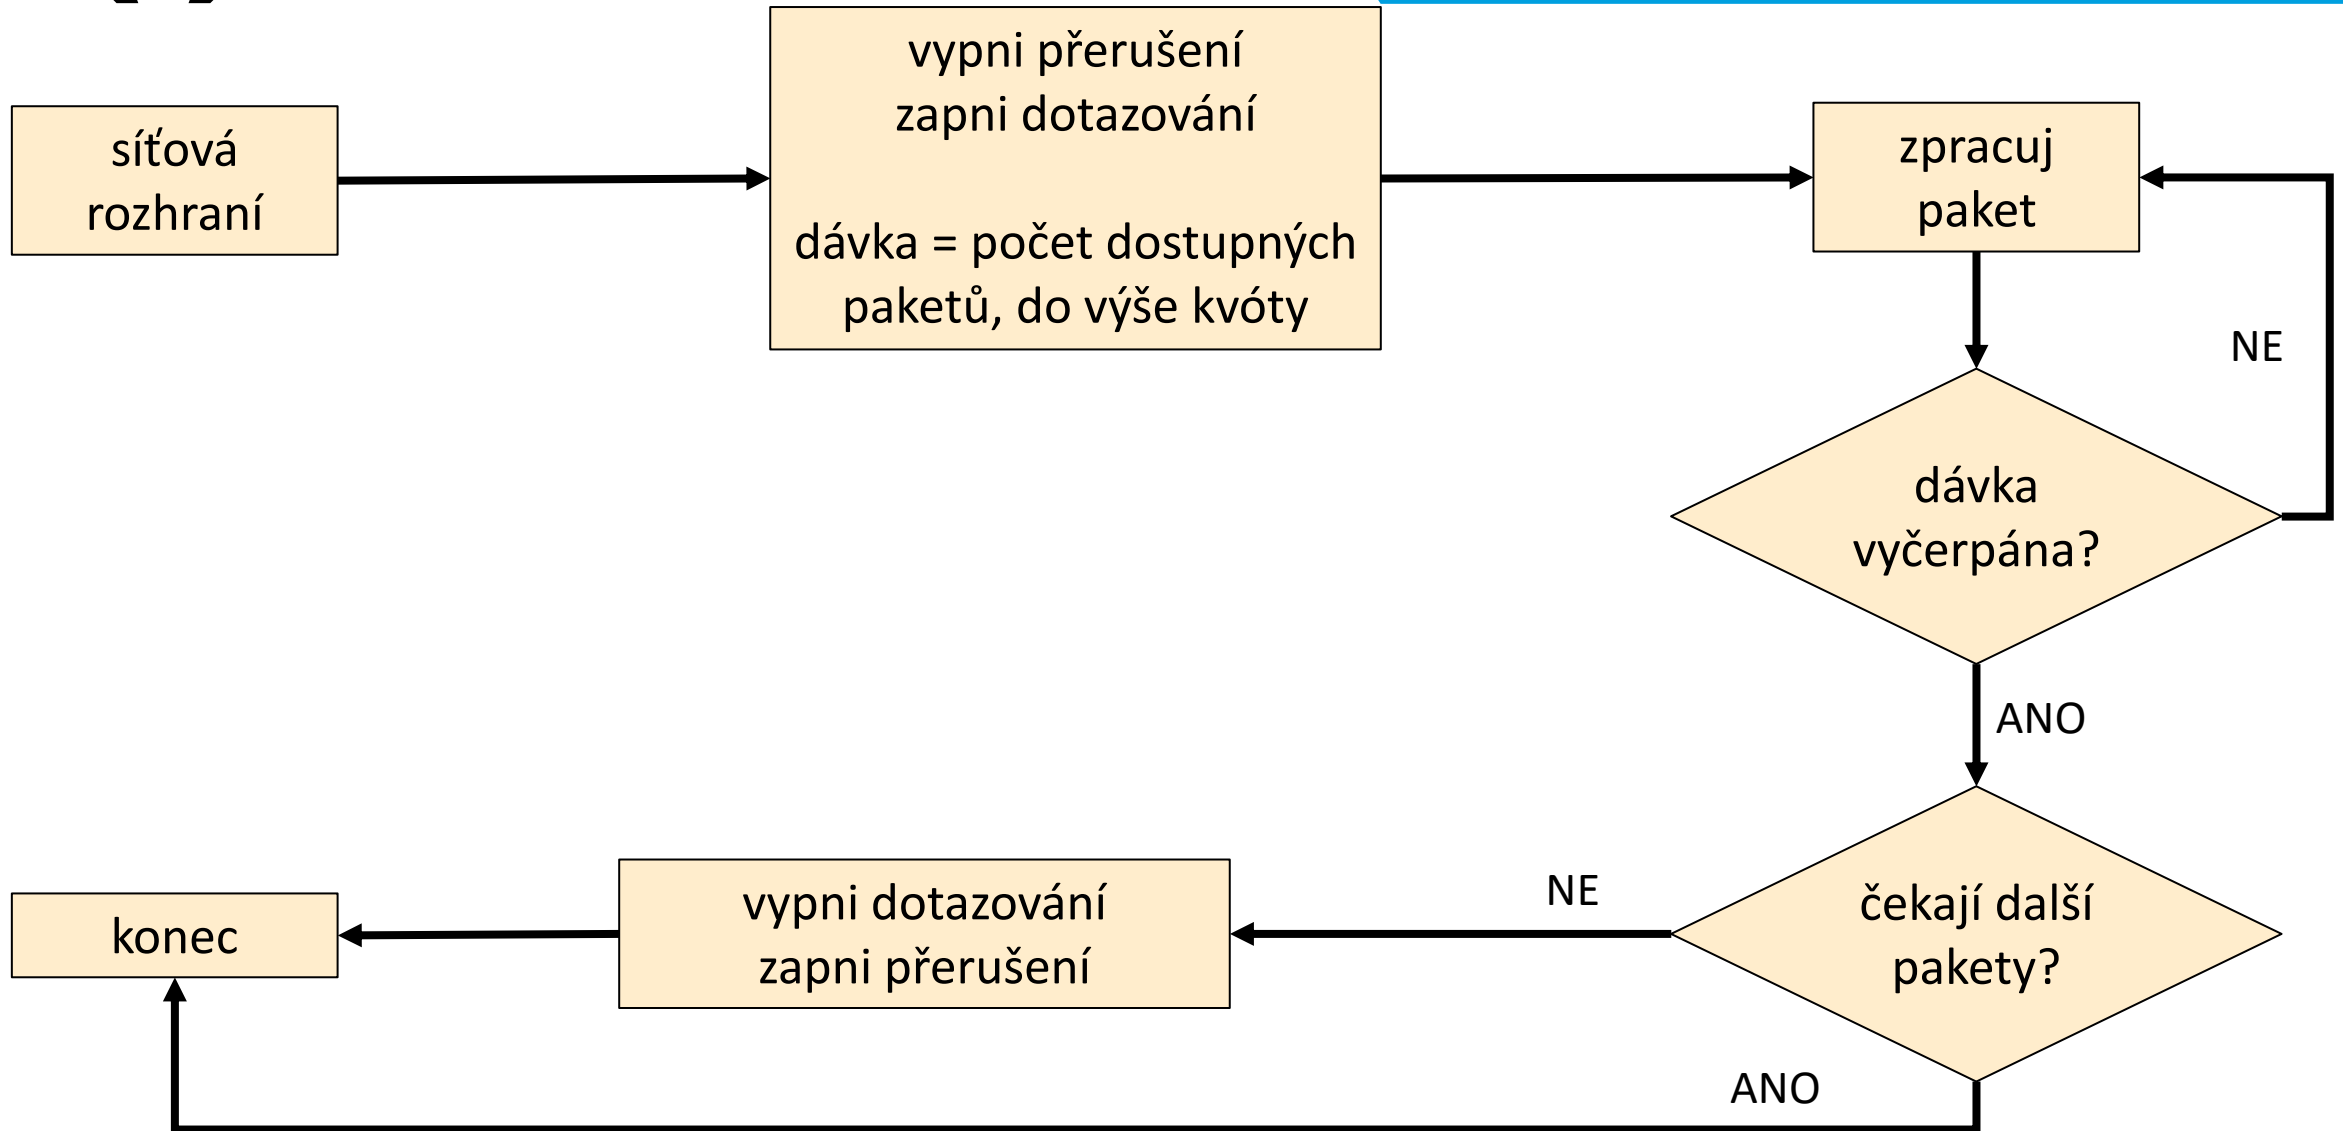 síťová
rozhraní
vypni přerušení
zapni dotazování
dávka = počet dostupných
paketů, do výše kvóty
zpracuj
paket
NE
dávka
vyčerpána?
ANO
čekají další
pakety?
NE
vypni dotazování
zapni přerušení
konec
ANO